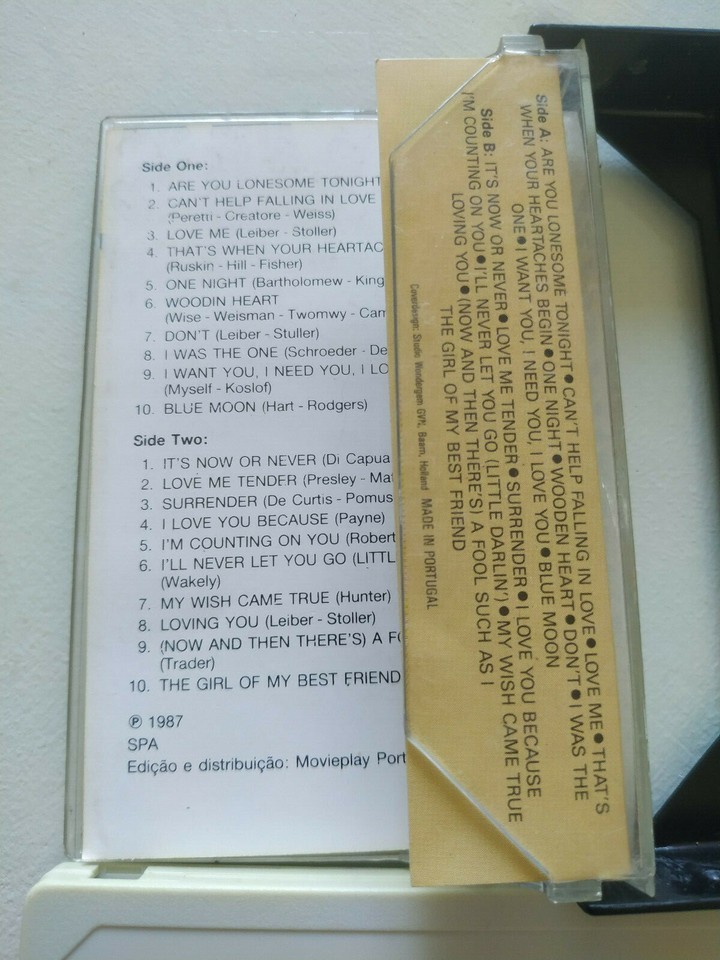 Side One:
1. ARE YOU LONESOME TONIGHT
2. CAN'T HELP FALLING IN LOVE
(Peretti - Creatore - Weiss)
3. LOVE ME (Leiber - Stoller)
4. THAT'S WHEN YOUR HEARTAC
(Ruskin - Hill - Fisher)
5. ONE NIGHT (Bartholomew - King
6. WOODIN HEART
(Wise - Weisman - Twomwy - Cam
7. DON'T (Leiber - Stuller)
8. I WAS THE ONE (Schroeder - De
9. I WANT YOU, I NEED YOU, I LO
(Myself - Koslof)
10. BLUE MOON (Hart - Rodgers)
Side Two:
1. IT'S NOW OR NEVER (Di Capua
2. LOVE ME TENDER (Presley - Mat
3. SURRENDER (De Curtis - Pomus
4. I LOVE YOU BECAUSE (Payne)
5. I'M COUNTING ON YOU (Robert
6. I'LL NEVER LET YOU GO (LITTL
(Wakely)
7. MY WISH CAME TRUE (Hunter)
8. LOVING YOU (Leiber - Stoller)
9. (NOW AND THEN THERE'S) A F
(Trader)
10. THE GIRL OF MY BEST FRIEND
℗ 1987
SPA
Edição e distribuição: Movieplay Port
Side A: ARE YOU LONESOME TONIGHT ● CAN'T HELP FALLING IN LOVE ● LOVE ME ● THAT'S
WHEN YOUR HEARTACHES BEGIN ● ONE NIGHT ● WOODEN HEART ● DON'T ● I WAS THE
ONE ● I WANT YOU, I NEED YOU, I LOVE YOU ● BLUE MOON
Side B: IT'S NOW OR NEVER ● LOVE ME TENDER ● SURRENDER ● I LOVE YOU BECAUSE
I'M COUNTING ON YOU ● I'LL NEVER LET YOU GO (LITTLE DARLIN') ● MY WISH CAME TRUE
LOVING YOU ● (NOW AND THEN THERE'S) A FOOL SUCH AS I
THE GIRL OF MY BEST FRIEND
Coverdesign: Studio Wendegem GVN, Baarn, Holland MADE IN PORTUGAL